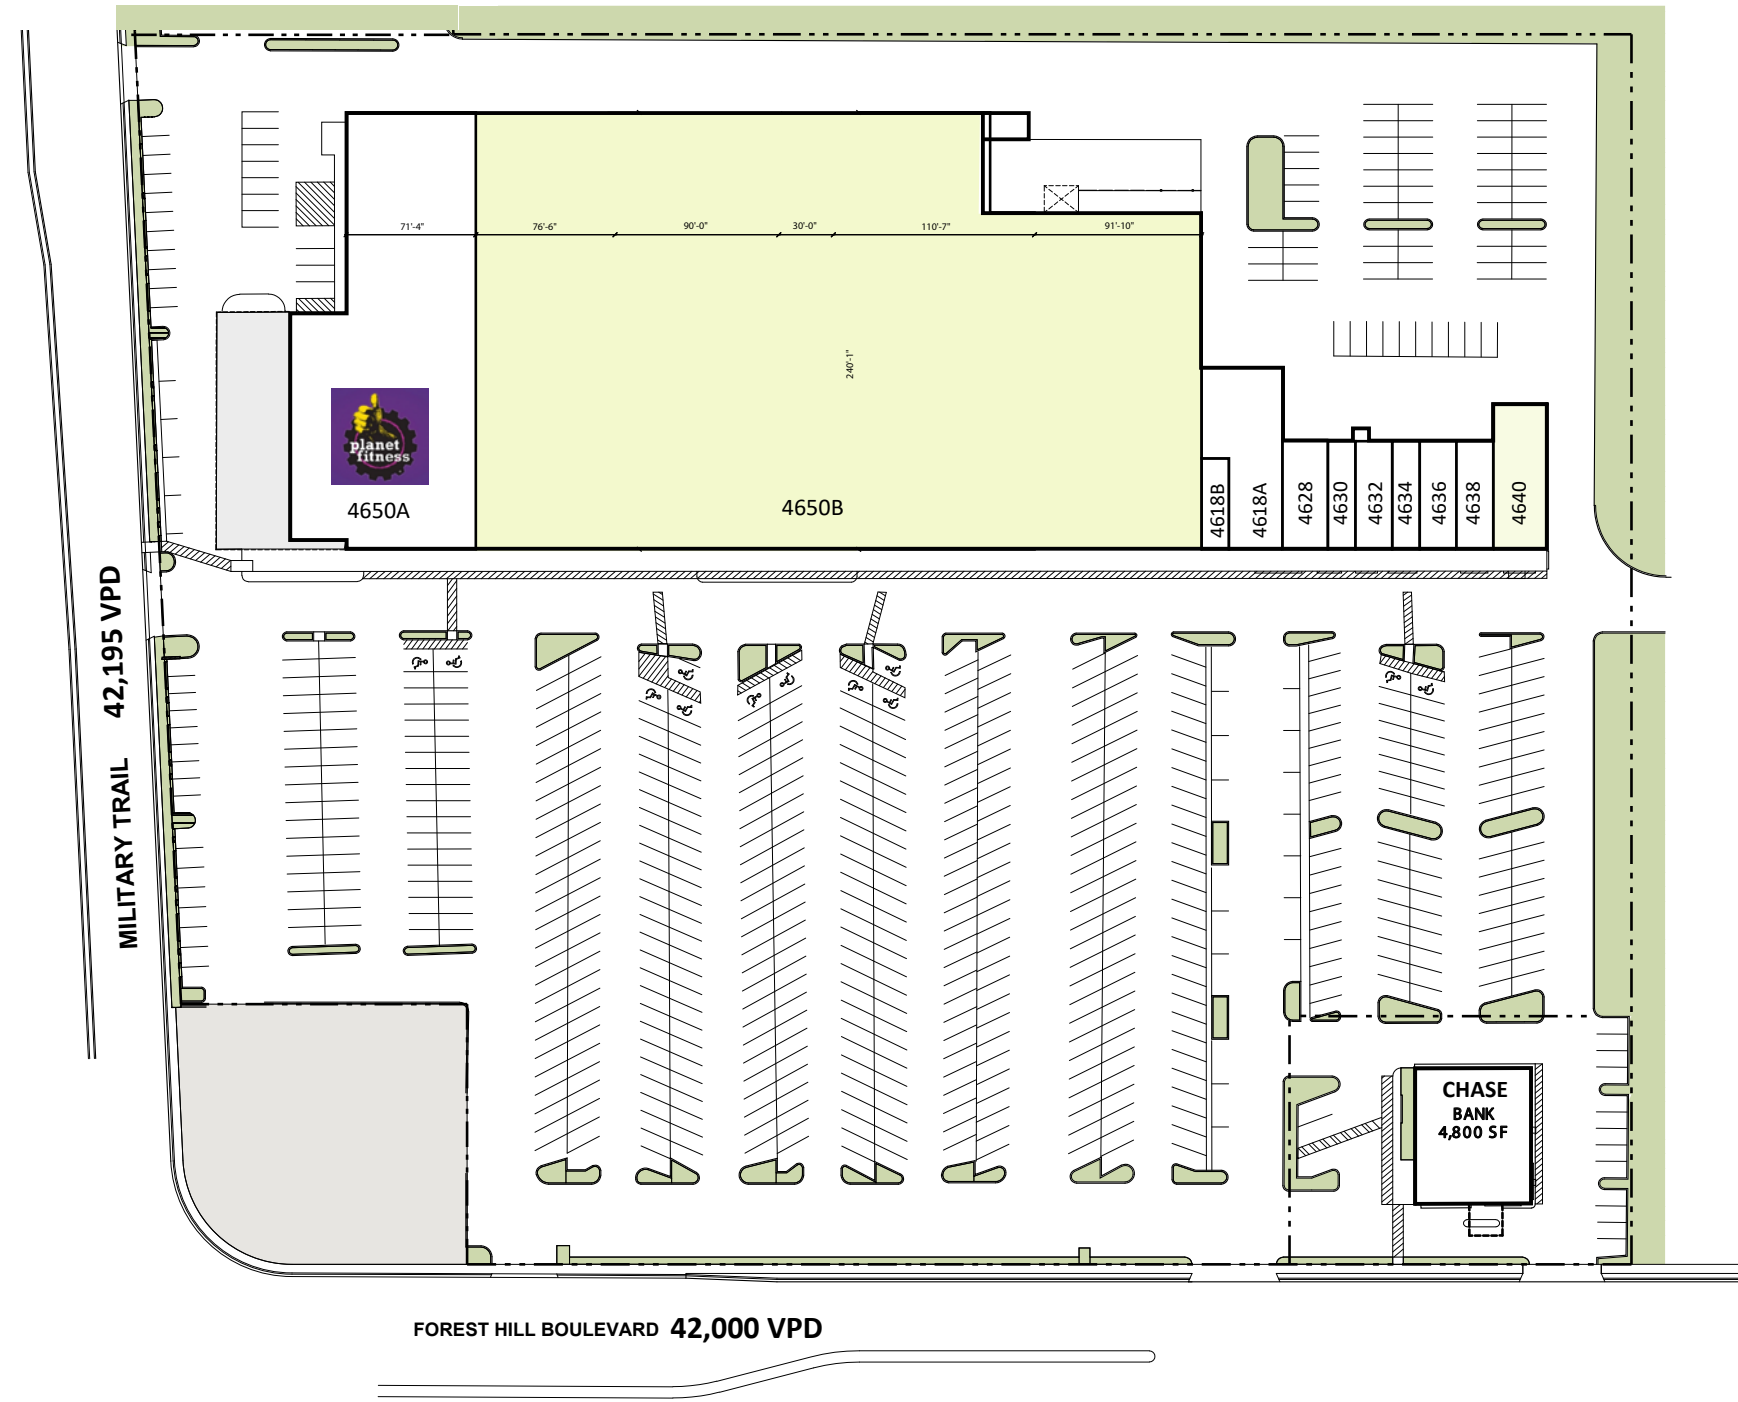 71'-4"
76'-6"
90'-0"
30'-0"
110'-7"
91'-10"
240'-1"
planet
fitness
4650A
4650B
4618B
4618A
4628
4630
4632
4634
4636
4638
4640
MILITARY TRAIL 42,195 VPD
CHASE
BANK
4,800 SF
FOREST HILL BOULEVARD 42,000 VPD